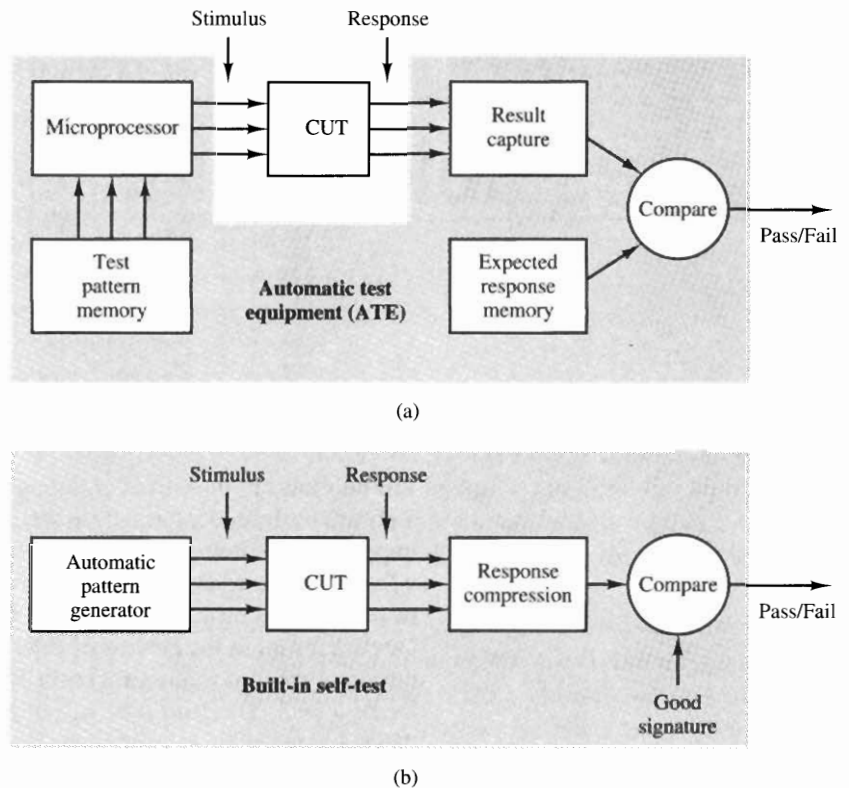 Stimulus
Response
Microprocessor
CUT
Result
capture
Compare
Pass/Fail
Test
pattern
memory
Automatic test
equipment (ATE)
Expected
response
memory
(a)
Stimulus
Response
Automatic
pattern
generator
CUT
Response
compression
Compare
Pass/Fail
Built-in self-test
Good
signature
(b)